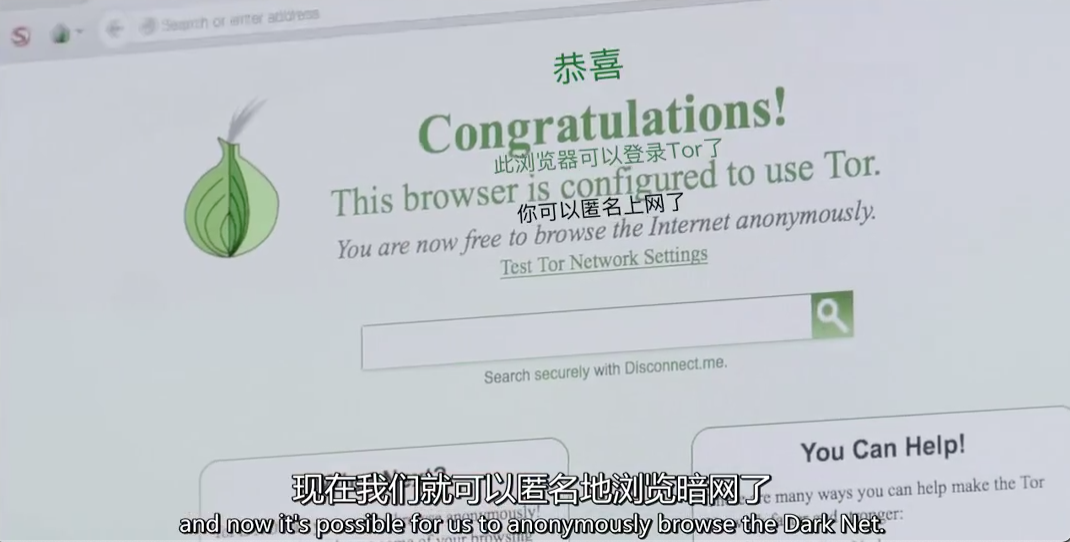 Search or enter address
恭喜
Congratulations!
此浏览器可以登录Tor了
This browser is configured to use Tor.
你可以匿名上网了
You are now free to browse the Internet anonymously.
Test Tor Network Settings
Search securely with Disconnect.me.
You Can Help!
many ways you can help make the Tor
现在我们就可以匿名地浏览暗网了
and now it's possible for us to anonymously browse the Dark Net.